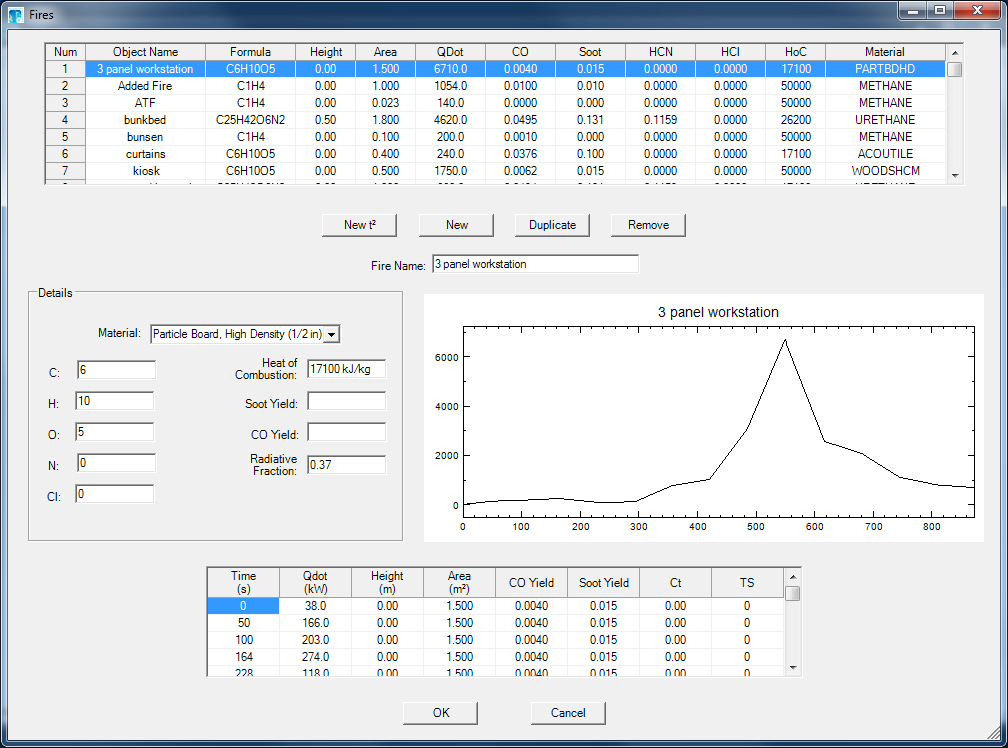 Fires
Num Object Name Formula Height Area QDot CO Soot HCN HCl HoC Material
1 3 panel workstation C6H10O5 0.00 1.500 6710.0 0.0040 0.015 0.0000 0.0000 17100 PARTBDHD
2 Added Fire C1H4 0.00 1.000 1054.0 0.0100 0.010 0.0000 0.0000 50000 METHANE
3 ATF C1H4 0.00 0.023 140.0 0.0000 0.000 0.0000 0.0000 50000 METHANE
4 bunkbed C25H42O6N2 0.50 1.800 4620.0 0.0495 0.131 0.1159 0.0000 26200 URETHANE
5 bunsen C1H4 0.00 0.100 200.0 0.0010 0.000 0.0000 0.0000 50000 METHANE
6 curtains C6H10O5 0.00 0.400 240.0 0.0376 0.100 0.0000 0.0000 17100 ACOUTILE
7 kiosk C6H10O5 0.00 0.500 1750.0 0.0062 0.015 0.0000 0.0000 17100 WOODSHCM
New t² New Duplicate Remove
Fire Name: 3 panel workstation
Details
Material: Particle Board, High Density (1/2 in)
C: 6
Heat of
Combustion: 17100 kJ/kg
H: 10
Soot Yield:
O: 5
CO Yield:
N: 0
Radiative
Fraction: 0.37
Cl: 0
3 panel workstation
6000
4000
2000
0
0 100 200 300 400 500 600 700 800
Time Qdot Height Area CO Yield Soot Yield Ct TS
(s) (kW) (m) (m²)
0 38.0 0.00 1.500 0.0040 0.015 0.00 0
50 166.0 0.00 1.500 0.0040 0.015 0.00 0
100 203.0 0.00 1.500 0.0040 0.015 0.00 0
164 274.0 0.00 1.500 0.0040 0.015 0.00 0
228 118.0 0.00 1.500 0.0040 0.015 0.00 0
OK Cancel